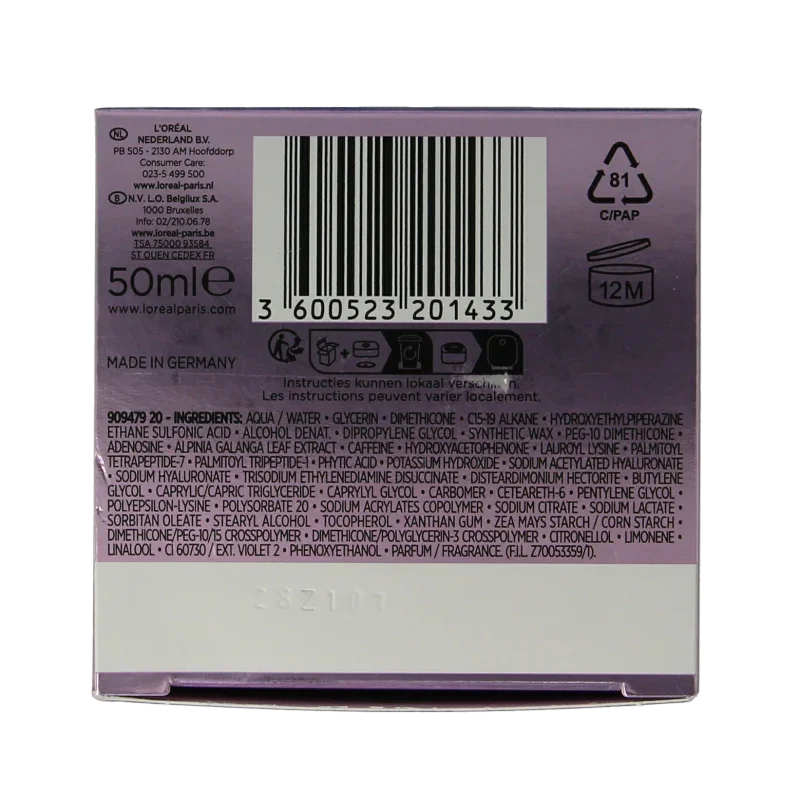 NL
L'ORÉAL
NEDERLAND B.V.
PB 505 - 2130 AM Hoofddorp
Consumer Care:
023-5 499 500
www.loreal-paris.nl
B N.V. L.O. Belgilux S.A.
1000 Bruxelles
Info: 02/210.06.78
www.loreal-paris.be
TSA 75000 93584
ST OUEN CEDEX FR
50ml℮
www.lorealparis.com
MADE IN GERMANY
3 600523 201433
81
C/PAP
12M
Instructies kunnen lokaal verschillen.
Les instructions peuvent varier localement.
909479 20 - INGREDIENTS: AQUA / WATER • GLYCERIN • DIMETHICONE • C15-19 ALKANE • HYDROXYETHYLPIPERAZINE
ETHANE SULFONIC ACID • ALCOHOL DENAT. • DIPROPYLENE GLYCOL • SYNTHETIC WAX • PEG-10 DIMETHICONE •
ADENOSINE • ALPINIA GALANGA LEAF EXTRACT • CAFFEINE • HYDROXYACETOPHENONE • LAUROYL LYSINE • PALMITOYL
TETRAPEPTIDE-7 • PALMITOYL TRIPEPTIDE-1 • PHYTIC ACID • POTASSIUM HYDROXIDE • SODIUM ACETYLATED HYALURONATE
• SODIUM HYALURONATE • TRISODIUM ETHYLENEDIAMINE DISUCCINATE • DISTEARDIMONIUM HECTORITE • BUTYLENE
GLYCOL • CAPRYLIC/CAPRIC TRIGLYCERIDE • CAPRYLYL GLYCOL • CARBOMER • CETEARETH-6 • PENTYLENE GLYCOL •
POLYEPSILON-LYSINE • POLYSORBATE 20 • SODIUM ACRYLATES COPOLYMER • SODIUM CITRATE • SODIUM LACTATE •
SORBITAN OLEATE • STEARYL ALCOHOL • TOCOPHEROL • XANTHAN GUM • ZEA MAYS STARCH / CORN STARCH •
DIMETHICONE/PEG-10/15 CROSSPOLYMER • DIMETHICONE/POLYGLYCERIN-3 CROSSPOLYMER • CITRONELLOL • LIMONENE •
LINALOOL • CI 60730 / EXT. VIOLET 2 • PHENOXYETHANOL • PARFUM / FRAGRANCE. (F.I.L. Z70053359/1).
28Z101